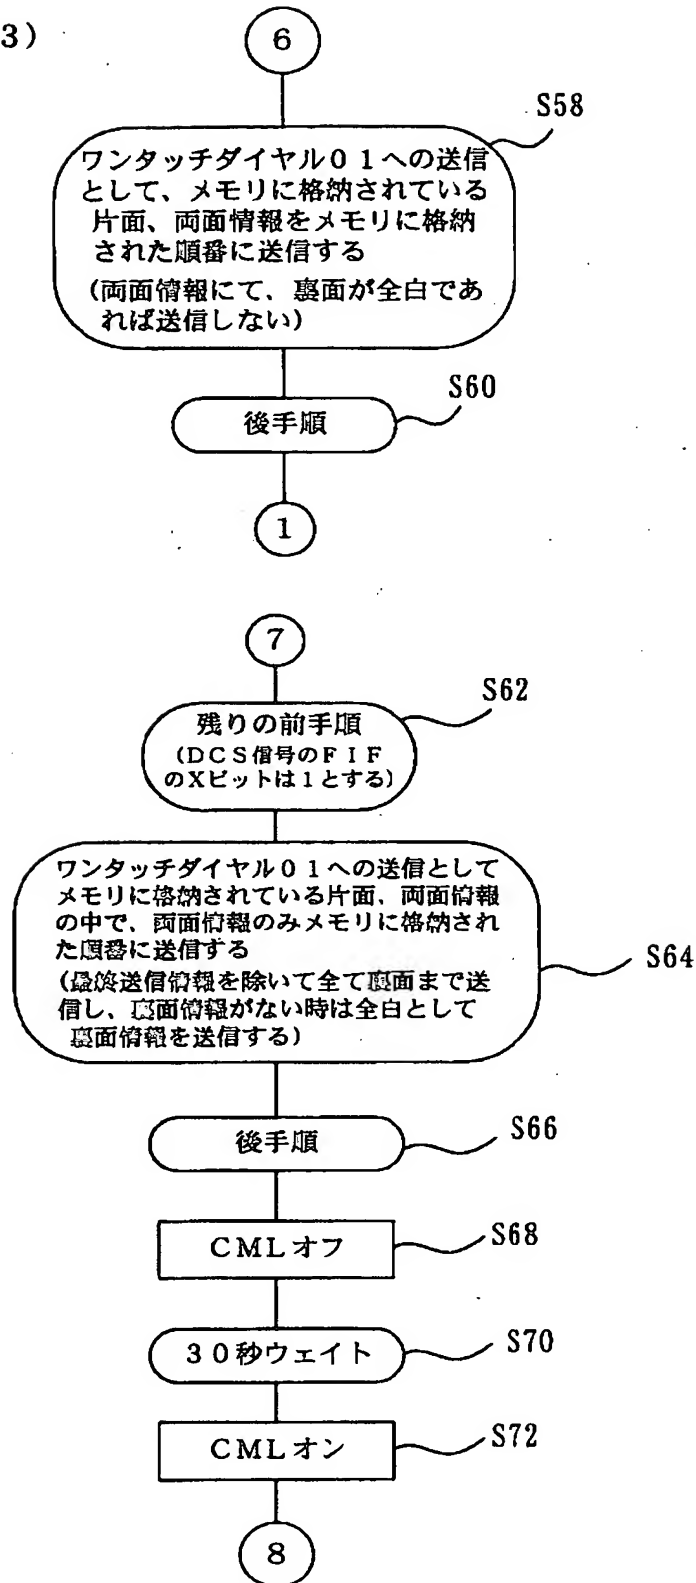 3)
6
S58
ワンタッチダイヤル01への送信
として、メモリに格納されている
片面、両面情報をメモリに格納
された順番に送信する
(両面情報にて、裏面が全白であ
れば送信しない)
S60
後手順
1
7
S62
残りの前手順
(DCS信号のFIF
のXビットは1とする)
ワンタッチダイヤル01への送信として
メモリに格納されている片面、両面情報
の中で、両面情報のみメモリに格納され
た順番に送信する
(最終送信情報を除いて全て裏面まで送
信し、裏面情報がない時は全白として
裏面情報を送信する)
S64
後手順
S66
CMLオフ
S68
30秒ウェイト
S70
CMLオン
S72
8